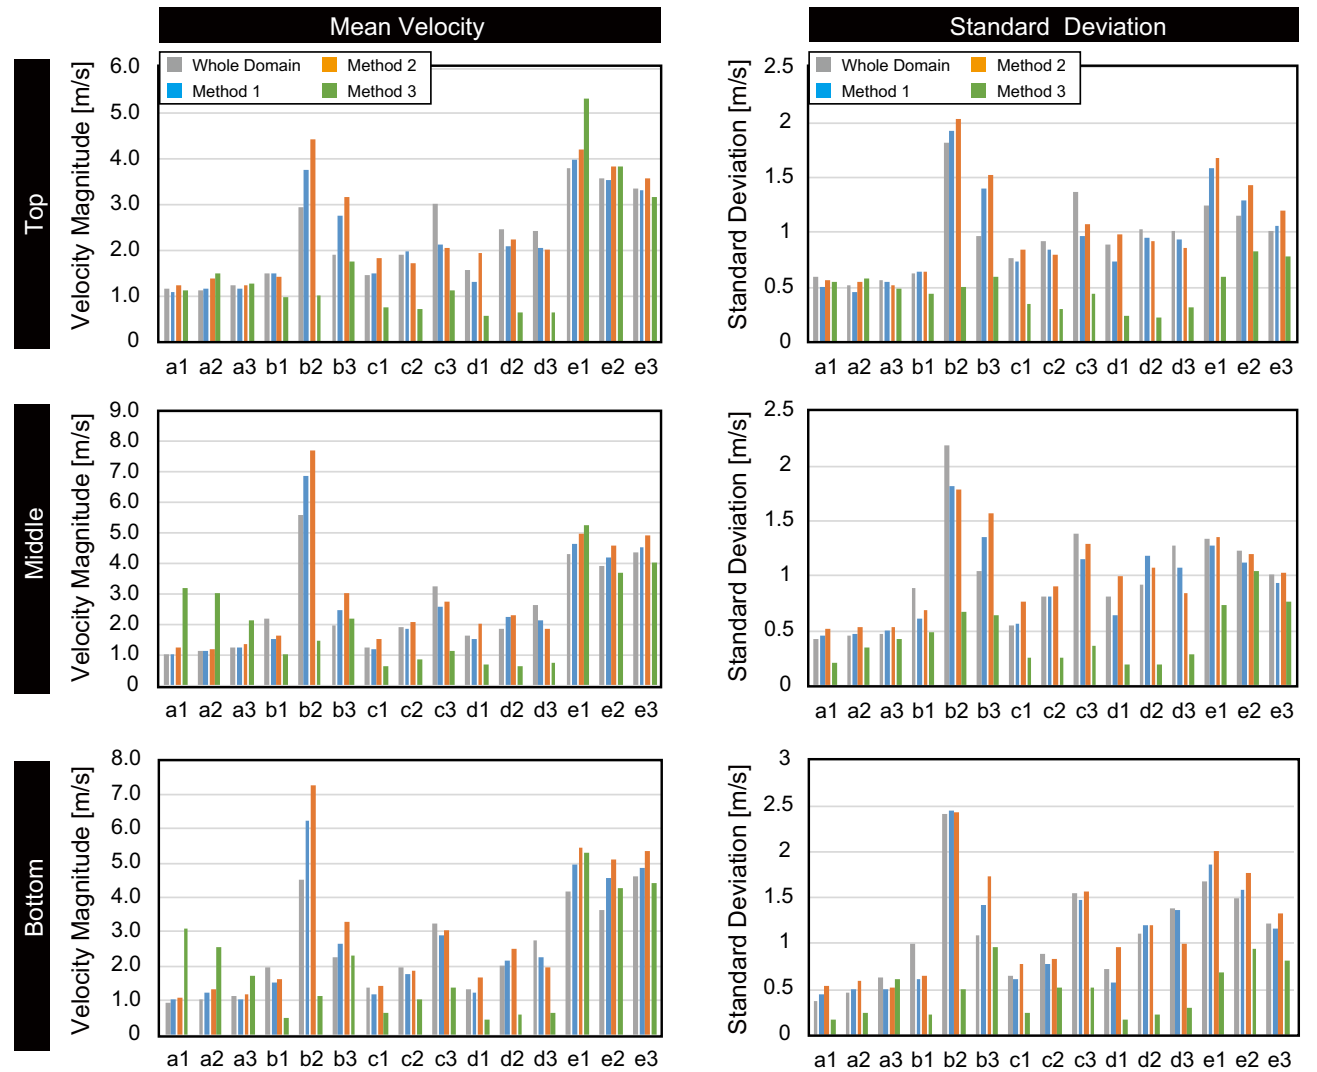 Mean Velocity
Standard Deviation
Top
Velocity Magnitude [m/s]
6.0
5.0
4.0
3.0
2.0
1.0
0
Whole Domain
Method 2
Method 1
Method 3
a1 a2 a3 b1 b2 b3 c1 c2 c3 d1 d2 d3 e1 e2 e3
Standard Deviation [m/s]
2.5
2
1.5
1
0.5
0
Whole Domain
Method 2
Method 1
Method 3
a1 a2 a3 b1 b2 b3 c1 c2 c3 d1 d2 d3 e1 e2 e3
Middle
Velocity Magnitude [m/s]
9.0
8.0
7.0
6.0
5.0
4.0
3.0
2.0
1.0
0
a1 a2 a3 b1 b2 b3 c1 c2 c3 d1 d2 d3 e1 e2 e3
Standard Deviation [m/s]
2.5
2
1.5
1
0.5
0
a1 a2 a3 b1 b2 b3 c1 c2 c3 d1 d2 d3 e1 e2 e3
Bottom
Velocity Magnitude [m/s]
8.0
7.0
6.0
5.0
4.0
3.0
2.0
1.0
0
a1 a2 a3 b1 b2 b3 c1 c2 c3 d1 d2 d3 e1 e2 e3
Standard Deviation [m/s]
3
2.5
2
1.5
1
0.5
0
a1 a2 a3 b1 b2 b3 c1 c2 c3 d1 d2 d3 e1 e2 e3